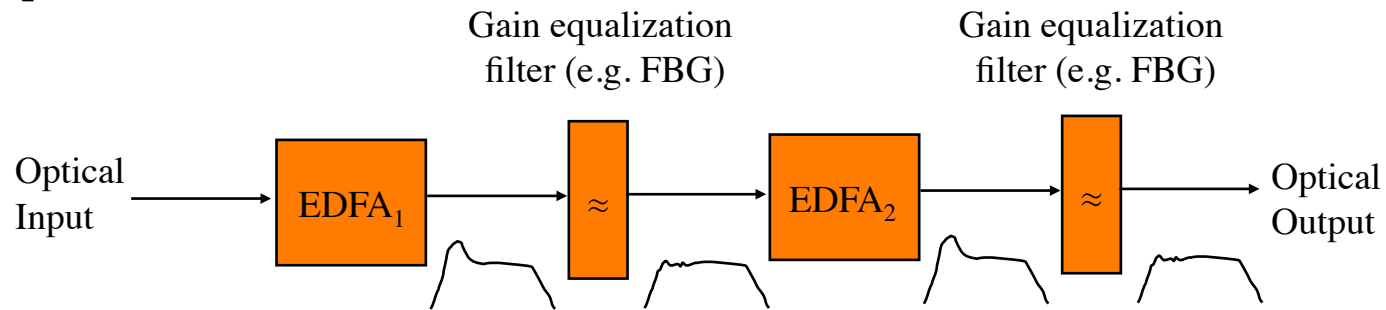 Gain equalization
filter (e.g. FBG)
Gain equalization
filter (e.g. FBG)
Optical
Input
EDFA₁
≈
EDFA₂
≈
Optical
Output